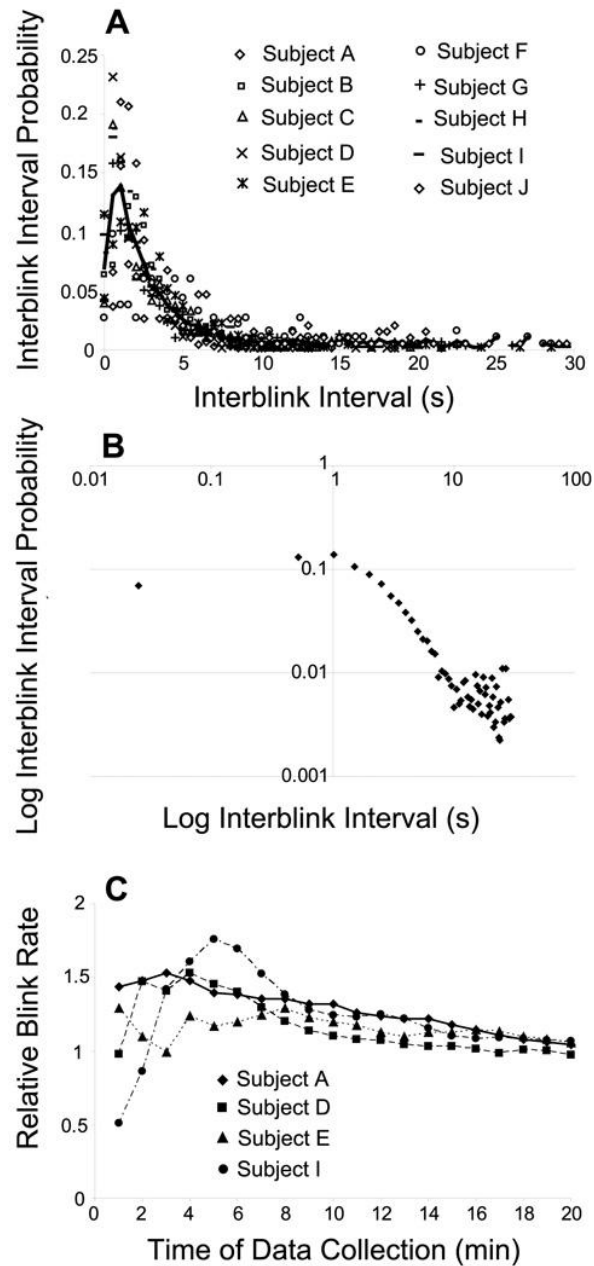 A
Interblink Interval Probability
0.25
0.2
0.15
0.1
0.05
0
Subject A
Subject B
Subject C
Subject D
Subject E
Subject F
Subject G
Subject H
Subject I
Subject J
0 5 10 15 20 25 30
Interblink Interval (s)
B
Log Interblink Interval Probability
0.01 0.1 1 10 100
1
0.1
0.01
0.001
Log Interblink Interval (s)
C
Relative Blink Rate
2
1.5
1
0.5
0
Subject A
Subject D
Subject E
Subject I
0 2 4 6 8 10 12 14 16 18 20
Time of Data Collection (min)